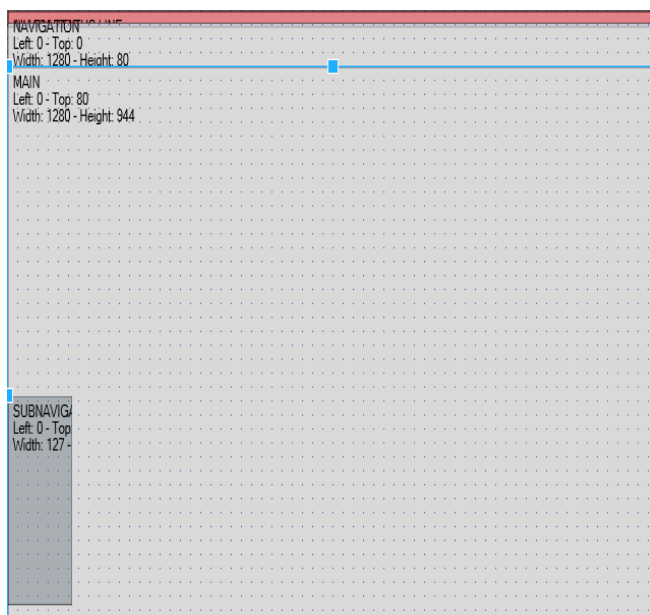 NAVIGATION
Left: 0 - Top: 0
Width: 1280 - Height: 80
MAIN
Left: 0 - Top: 80
Width: 1280 - Height: 944
SUBNAVIGA
Left: 0 - Top
Width: 127 -